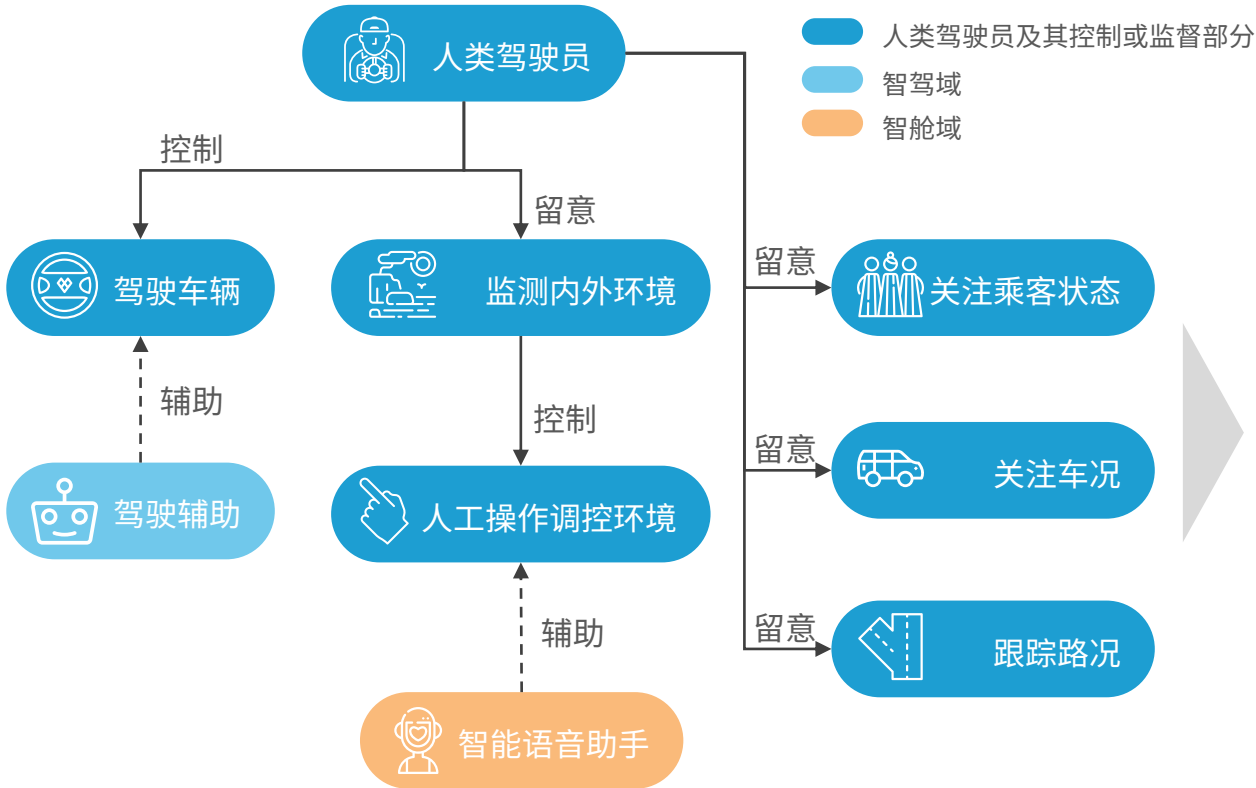 人类驾驶员
人类驾驶员及其控制或监督部分
智驾域
智舱域
控制
留意
驾驶车辆
监测内外环境
留意
关注乘客状态
辅助
控制
留意
关注车况
驾驶辅助
人工操作调控环境
辅助
留意
跟踪路况
智能语音助手